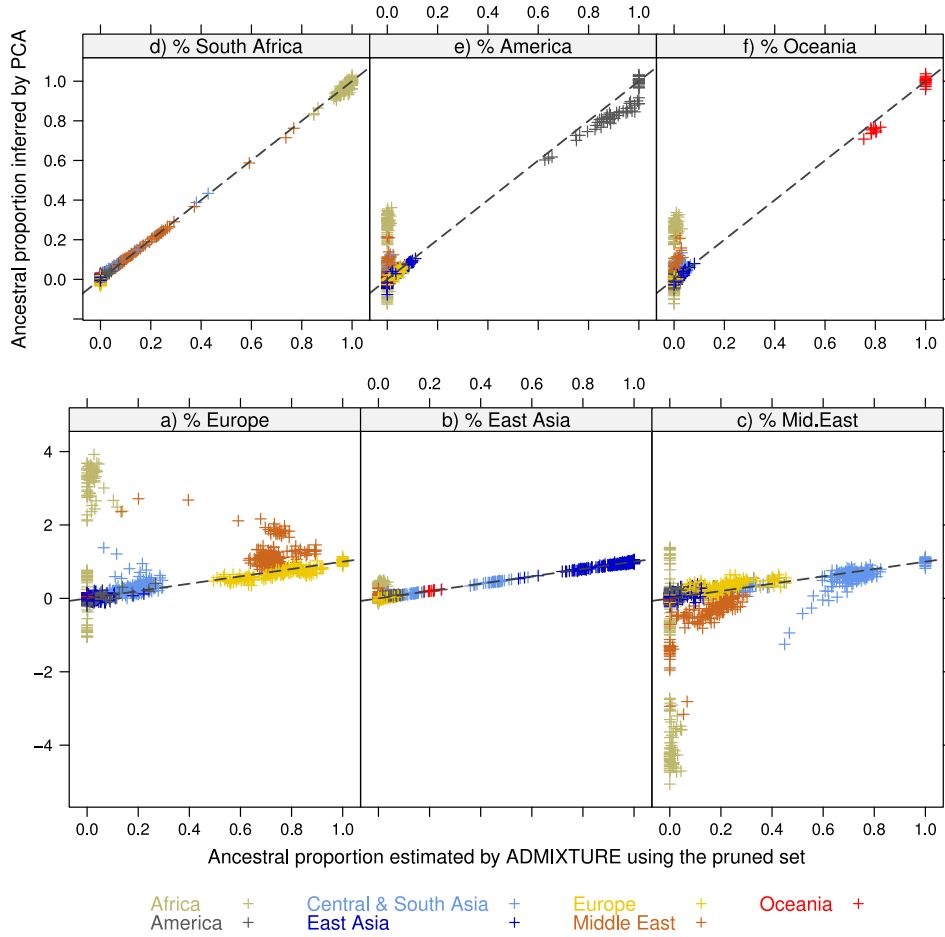 0.0 0.2 0.4 0.6 0.8 1.0
d) % South Africa e) % America f) % Oceania
1.0
0.8
0.6
0.4
0.2
0.0
Ancestral proportion inferred by PCA
0.0 0.2 0.4 0.6 0.8 1.0 0.0 0.2 0.4 0.6 0.8 1.0
0.0 0.2 0.4 0.6 0.8 1.0
a) % Europe b) % East Asia c) % Mid.East
4
2
0
−2
−4
0.0 0.2 0.4 0.6 0.8 1.0 0.0 0.2 0.4 0.6 0.8 1.0
Ancestral proportion estimated by ADMIXTURE using the pruned set
Africa + Central & South Asia + Europe + Oceania +
America + East Asia + Middle East +